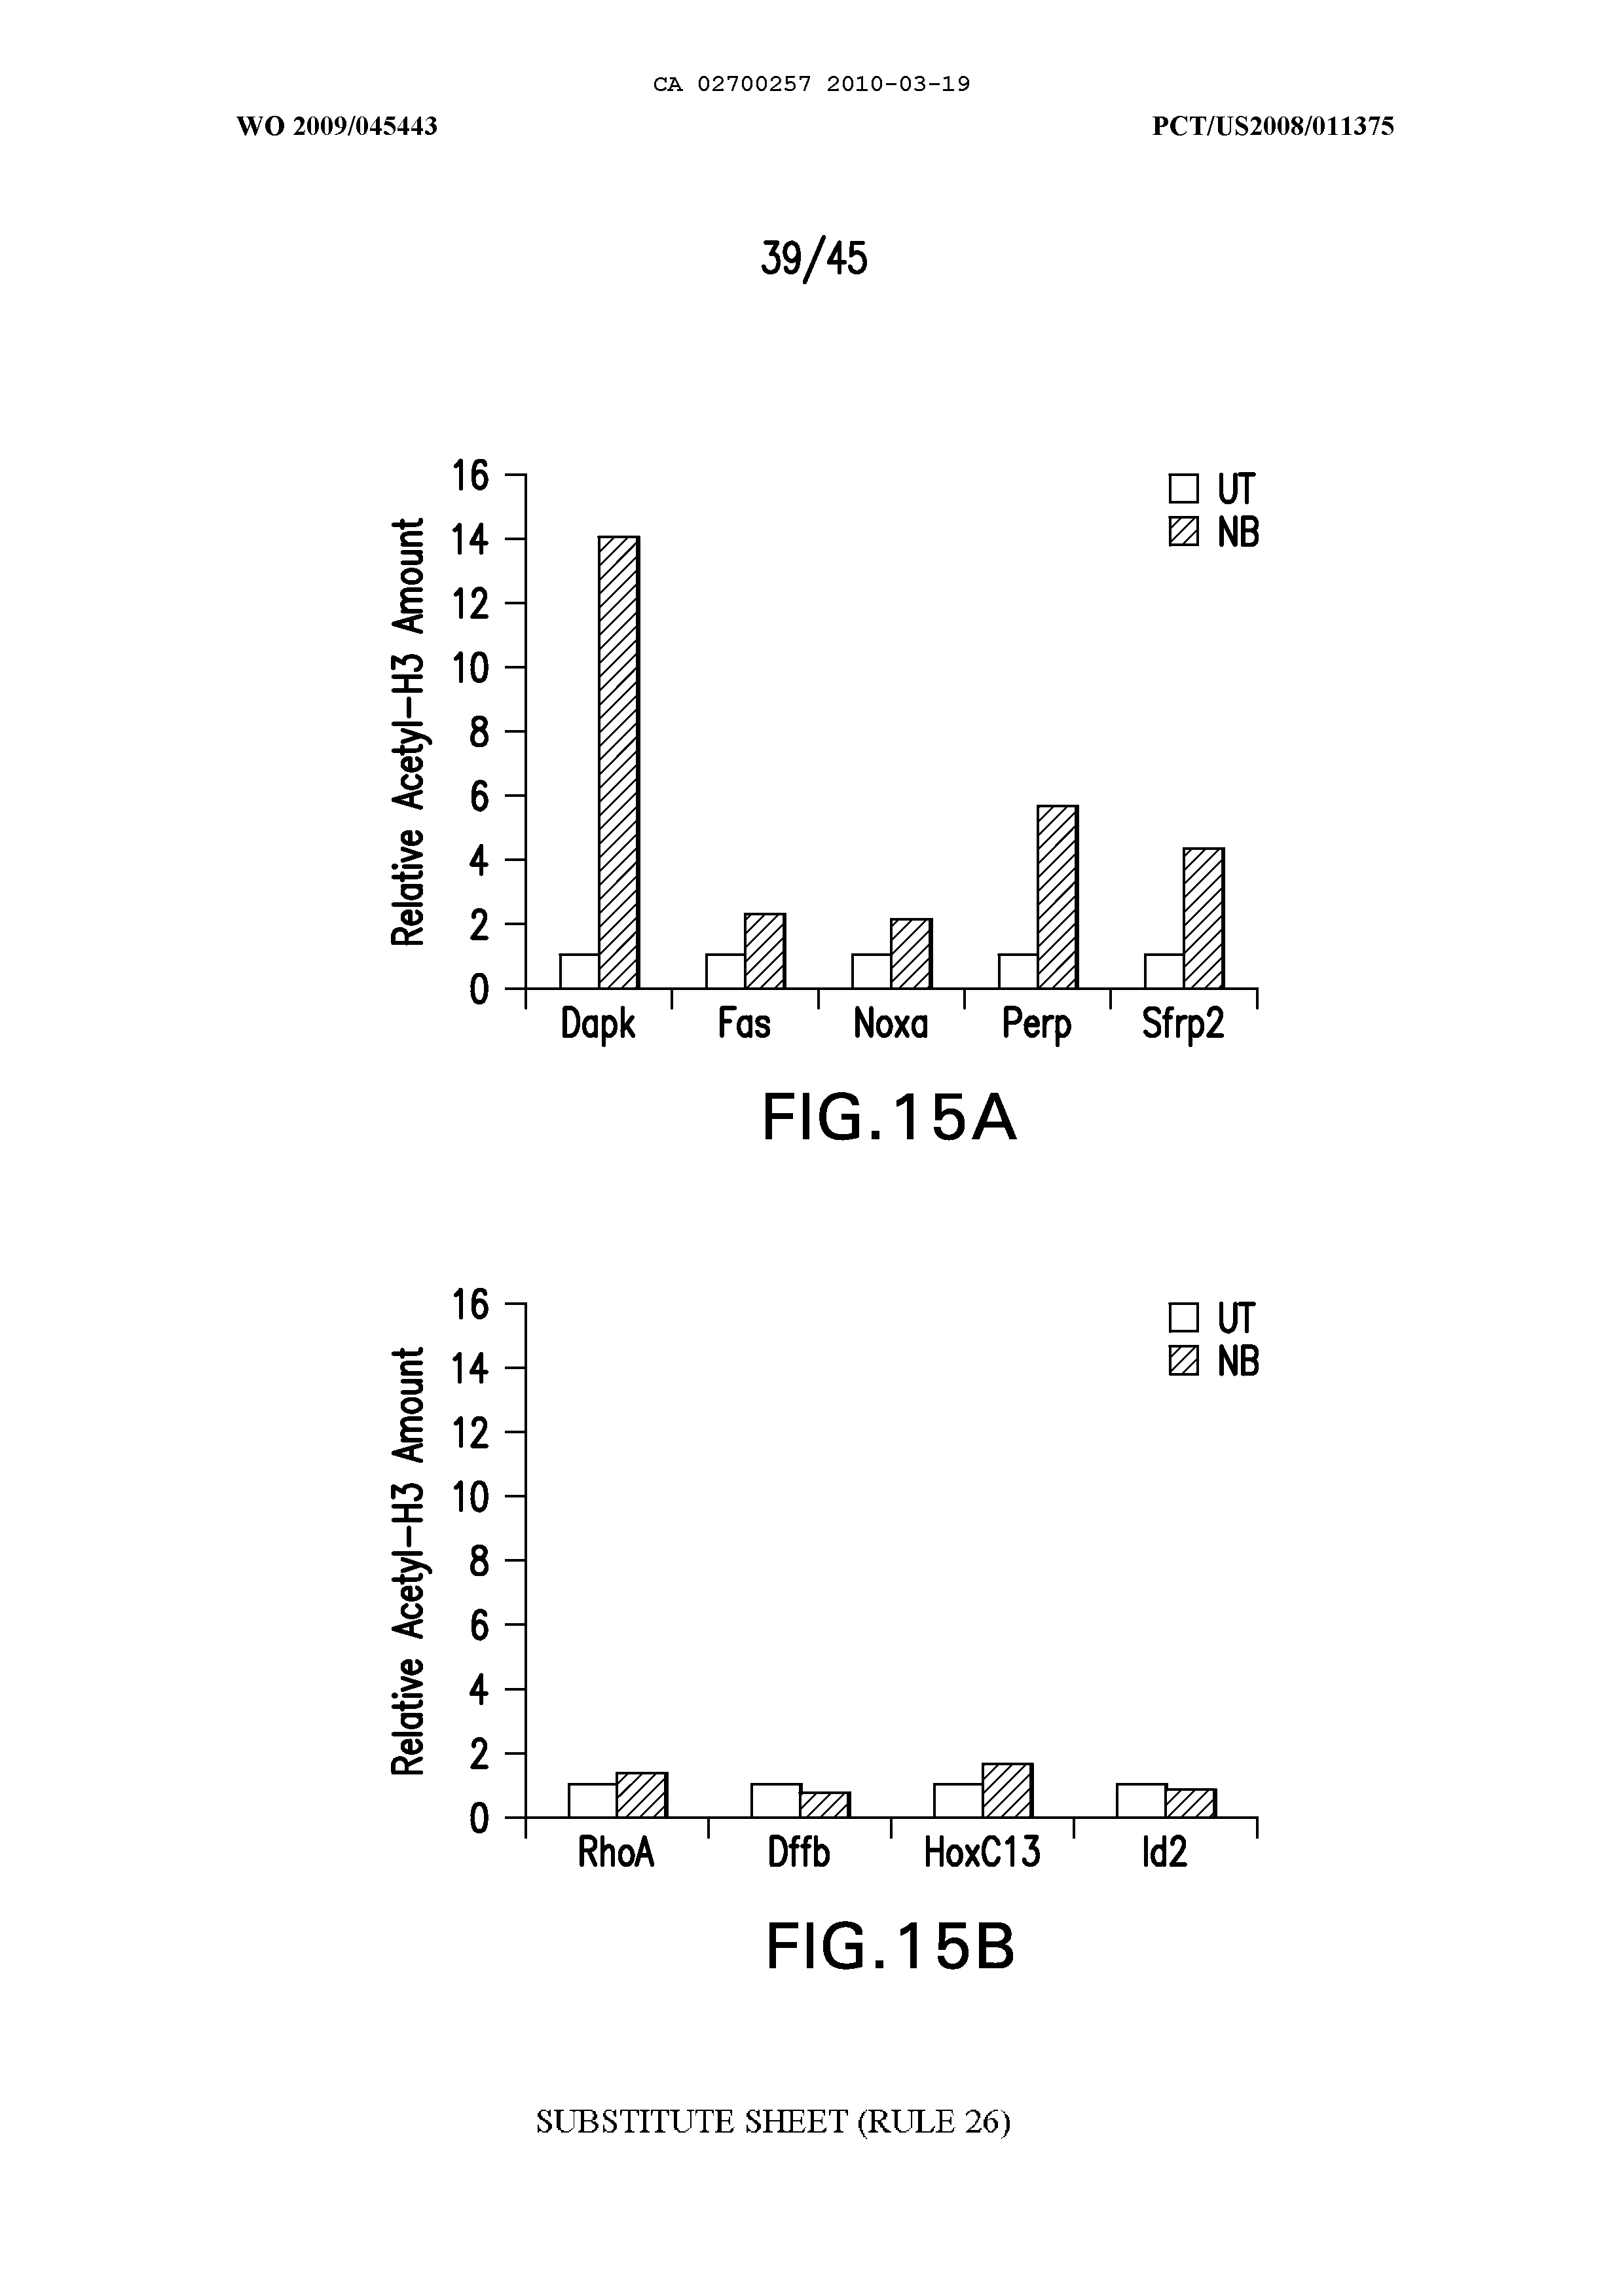 CA 02700257 2010-03-19
WO 2009/045443 PCT/US2008/011375
39/45
Relative Acetyl-H3 Amount
16
14
12
10
8
6
4
2
0
UT
NB
Dapk Fas Noxa Perp Sfrp2
FIG.15A
Relative Acetyl-H3 Amount
16
14
12
10
8
6
4
2
0
UT
NB
RhoA Dffb HoxC13 Id2
FIG.15B
SUBSTITUTE SHEET (RULE 26)